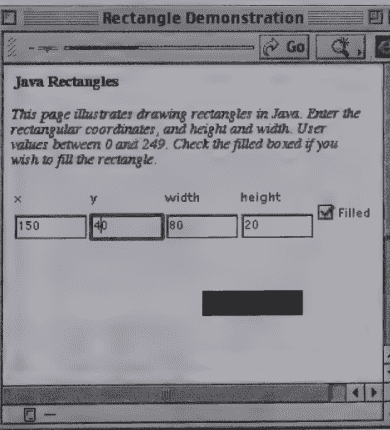 Rectangle Demonstration
Go
Java Rectangles
This page illustrates drawing rectangles in Java. Enter the
rectangular coordinates, and height and width. User
values between 0 and 249. Check the filled boxed if you
wish to fill the rectangle.
x y width height
150 40 80 20 Filled